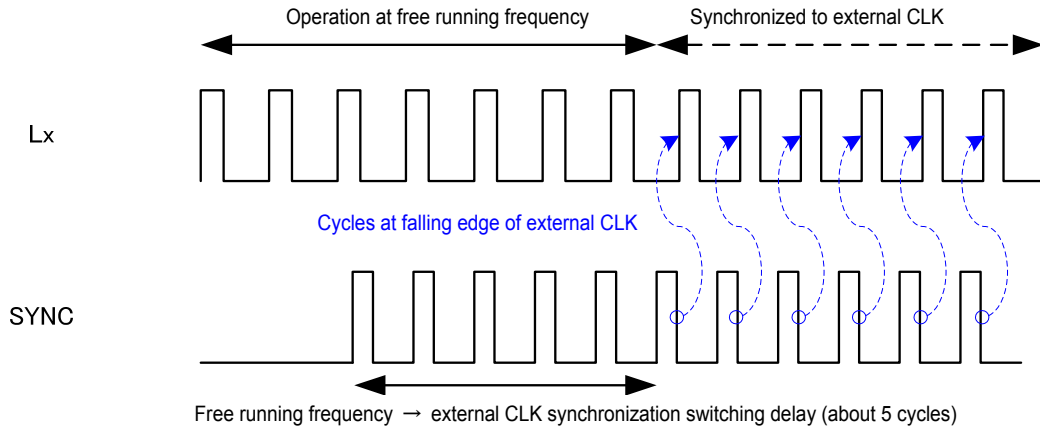 Operation at free running frequency
Synchronized to external CLK
Lx
Cycles at falling edge of external CLK
SYNC
Free running frequency → external CLK synchronization switching delay (about 5 cycles)